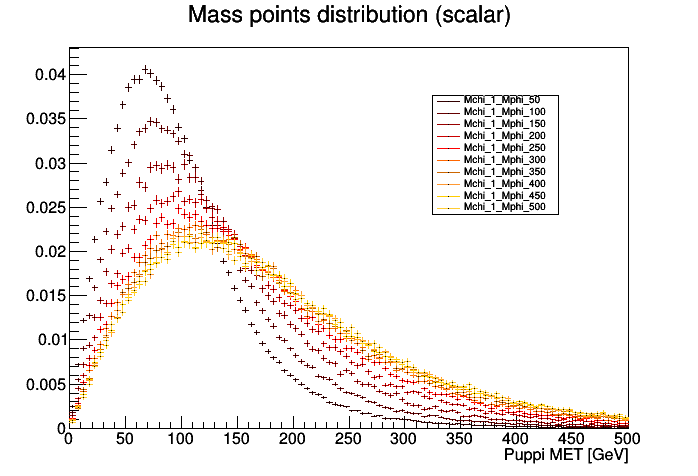 Mass points distribution (scalar)
0.04
0.035
0.03
0.025
0.02
0.015
0.01
0.005
0
Mchi_1_Mphi_50
Mchi_1_Mphi_100
Mchi_1_Mphi_150
Mchi_1_Mphi_200
Mchi_1_Mphi_250
Mchi_1_Mphi_300
Mchi_1_Mphi_350
Mchi_1_Mphi_400
Mchi_1_Mphi_450
Mchi_1_Mphi_500
0 50 100 150 200 250 300 350 400 450 500
Puppi MET [GeV]